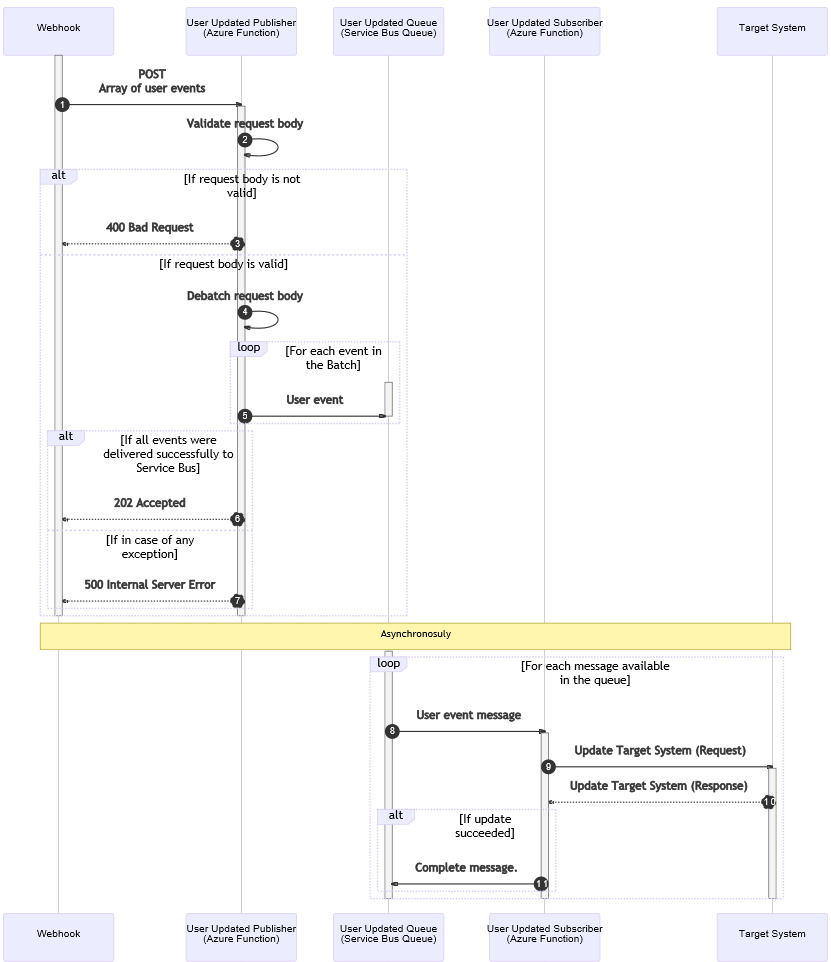 Webhook
User Updated Publisher
(Azure Function)
User Updated Queue
(Service Bus Queue)
User Updated Subscriber
(Azure Function)
Target System
POST
Array of user events
1
Validate request body
2
alt
[If request body is not
valid]
400 Bad Request
3
[If request body is valid]
Debatch request body
4
loop
[For each event in
the Batch]
User event
5
alt
[If all events were
delivered successfully to
Service Bus]
202 Accepted
6
[If in case of any
exception]
500 Internal Server Error
7
Asynchronosuly
loop
[For each message available
in the queue]
User event message
8
Update Target System (Request)
9
Update Target System (Response)
10
alt
[If update
succeeded]
Complete message.
11
Webhook
User Updated Publisher
(Azure Function)
User Updated Queue
(Service Bus Queue)
User Updated Subscriber
(Azure Function)
Target System